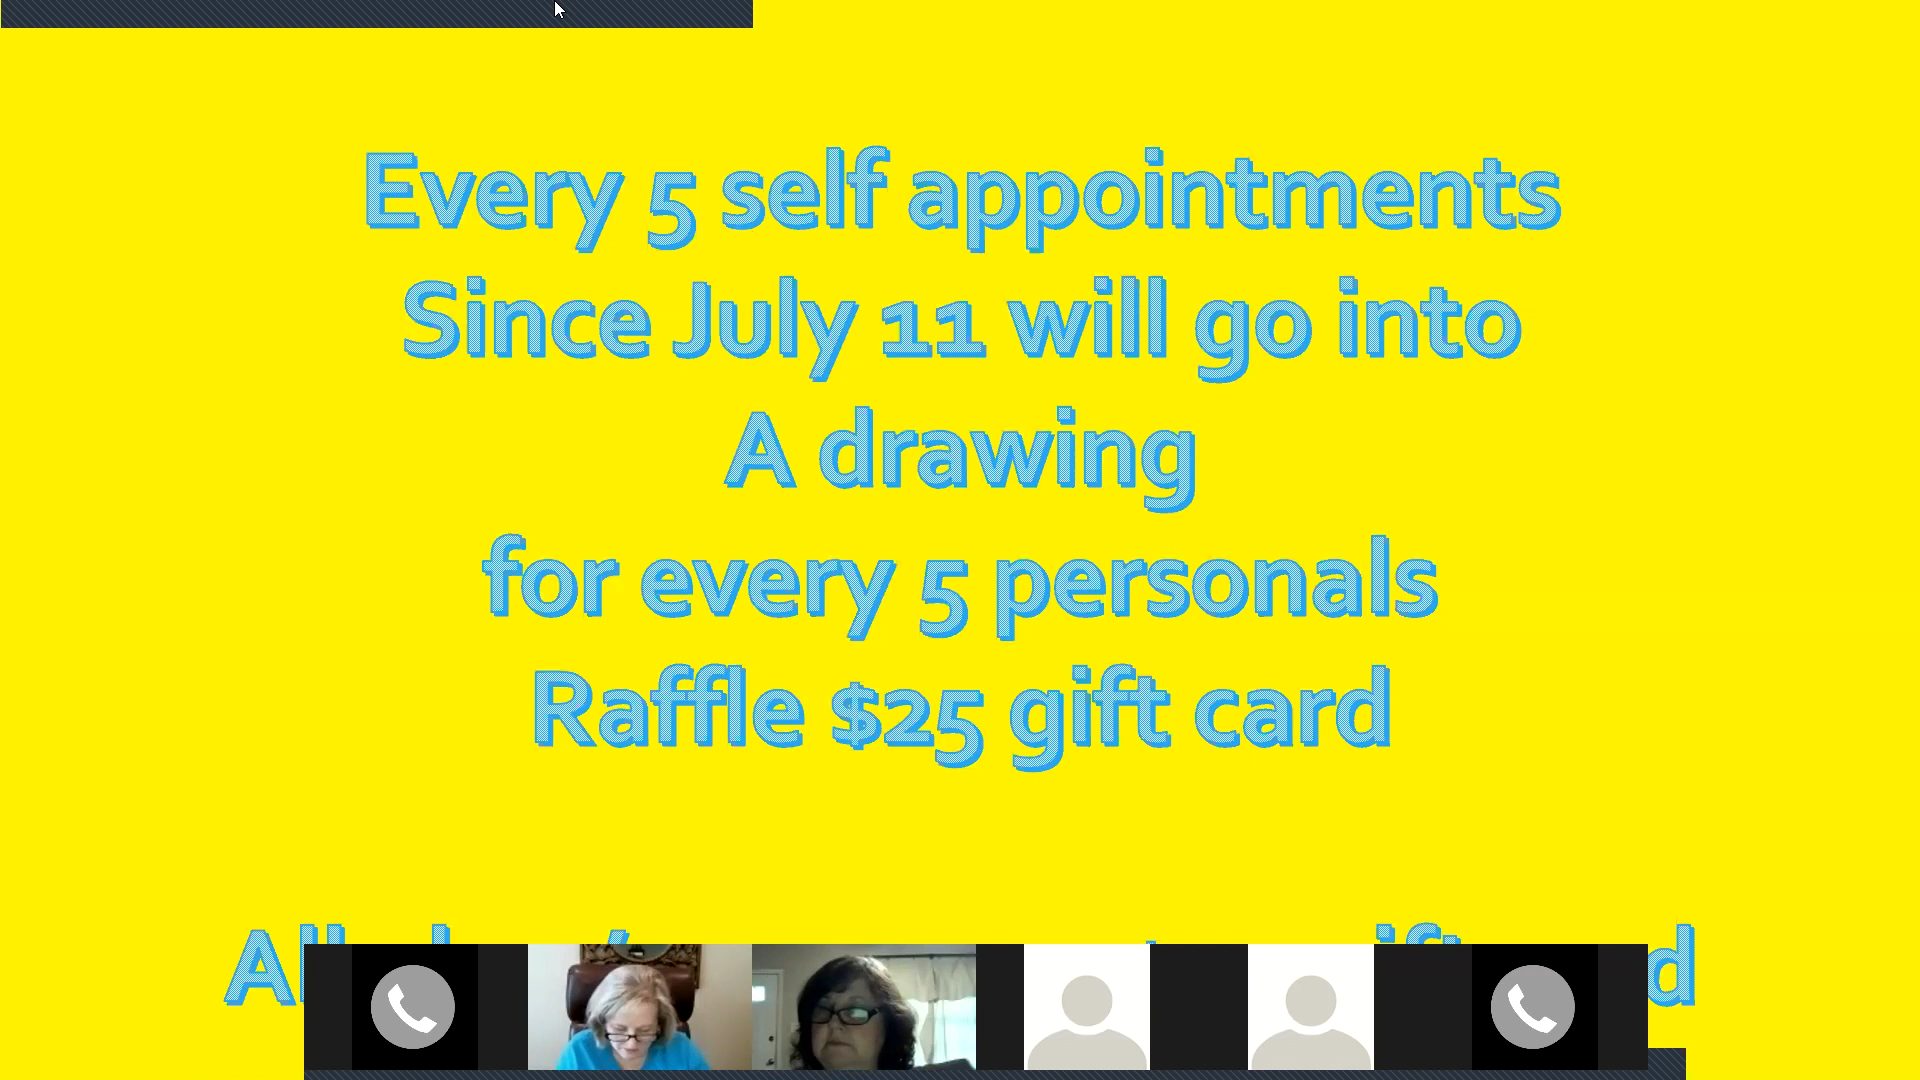 Every 5 self appointments
Since July 11 will go into
A drawing
for every 5 personals
Raffle $25 gift card